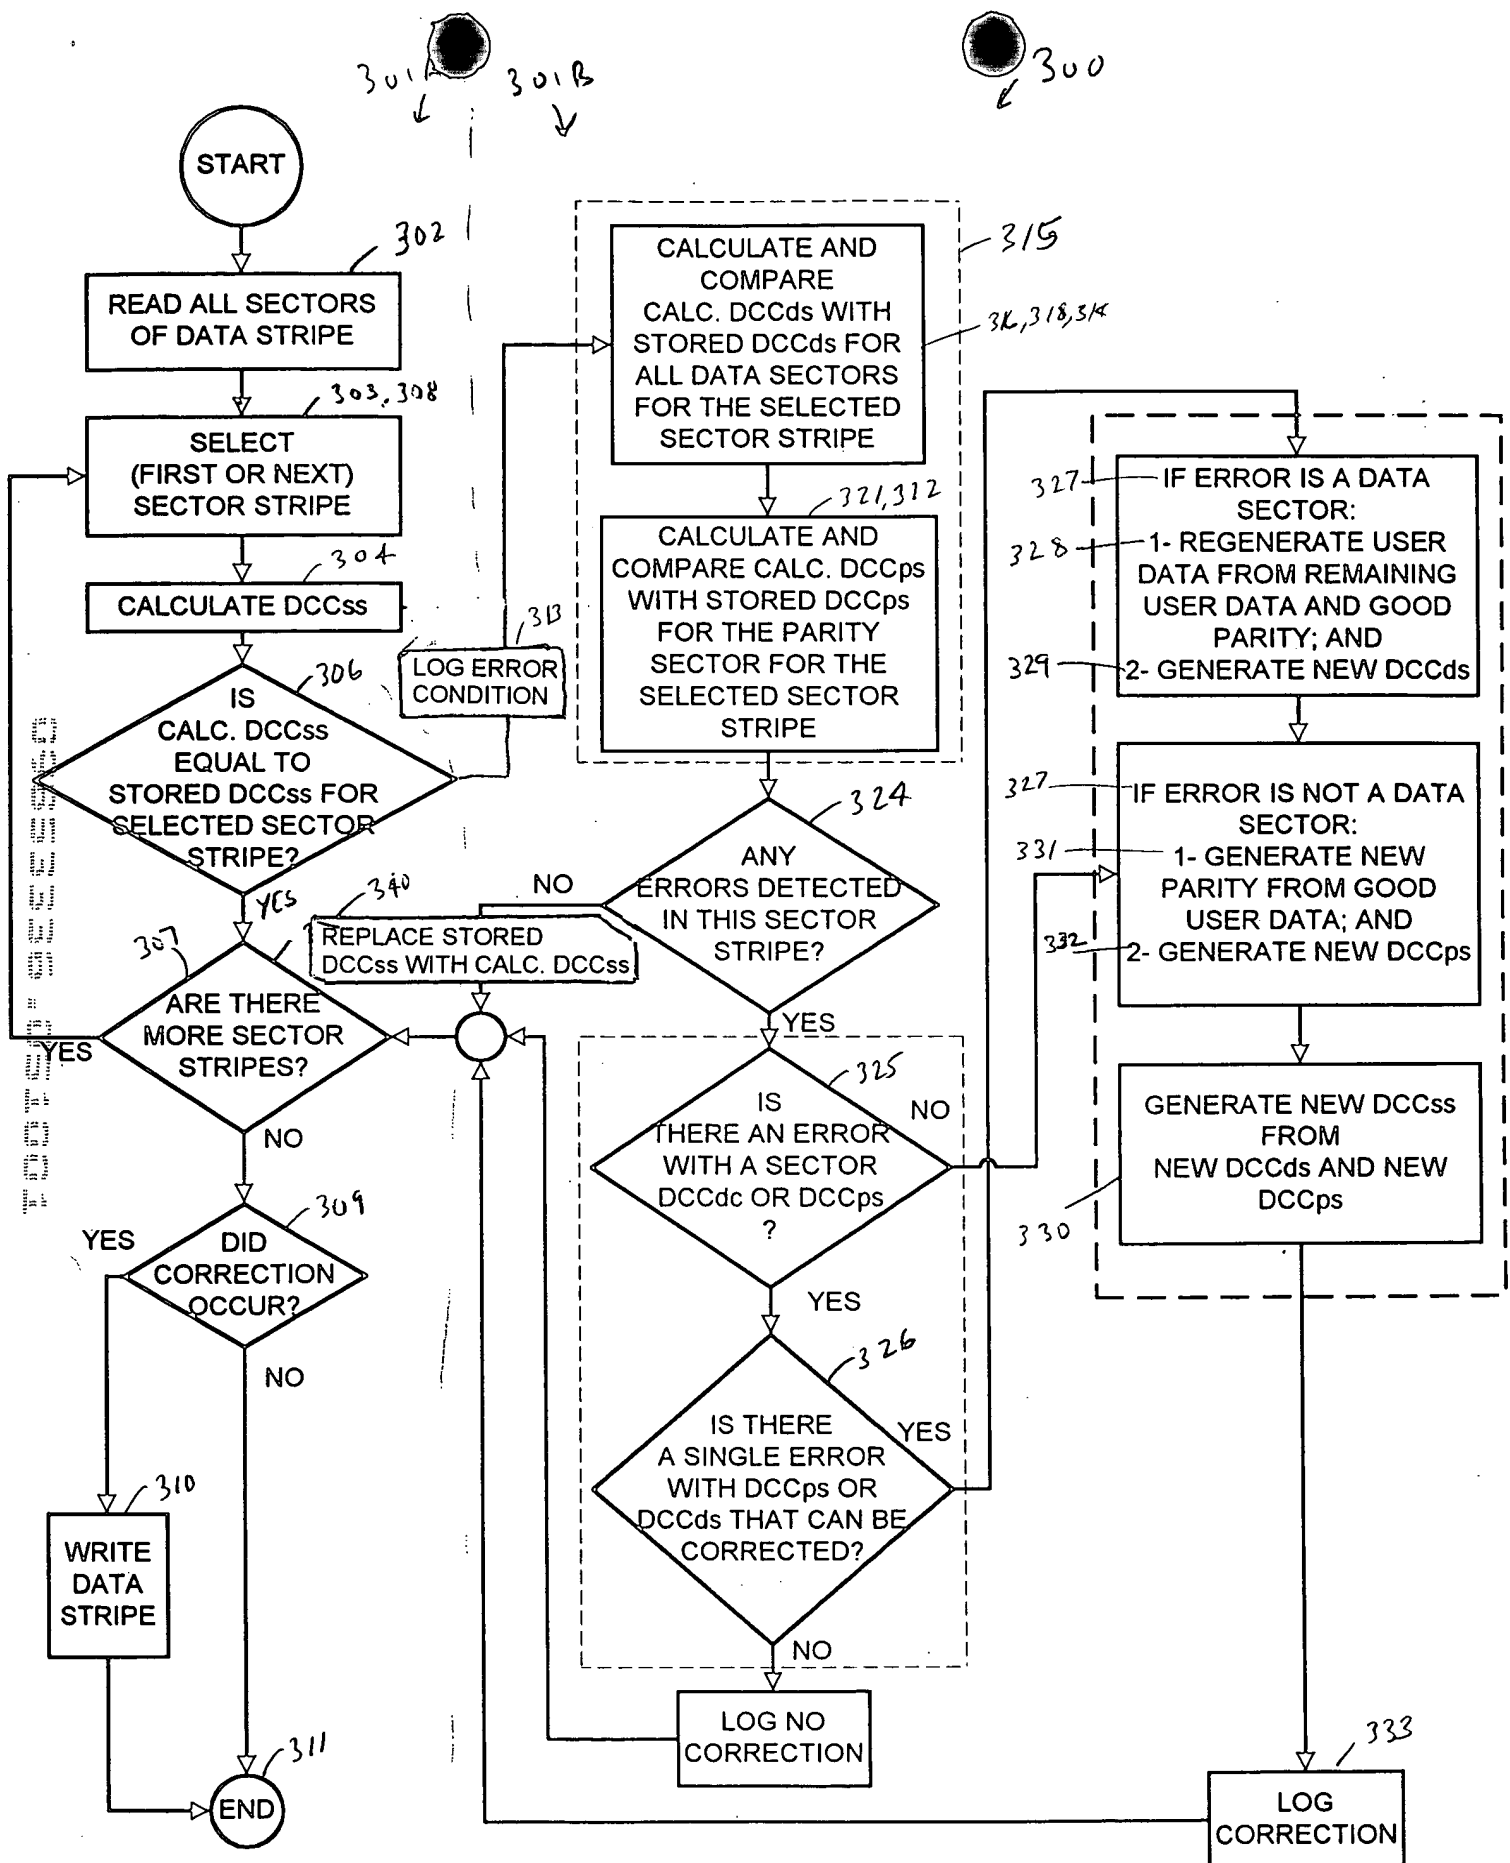 301B
300
START
302
READ ALL SECTORS
OF DATA STRIPE
303, 308
SELECT
(FIRST OR NEXT)
SECTOR STRIPE
304
CALCULATE DCCss
306
IS
CALC. DCCss
EQUAL TO
STORED DCCss FOR
SELECTED SECTOR
STRIPE?
YES
313
LOG ERROR
CONDITION
307
ARE THERE
MORE SECTOR
STRIPES?
YES
NO
309
DID
CORRECTION
OCCUR?
YES
NO
310
WRITE
DATA
STRIPE
311
END
315
CALCULATE AND
COMPARE
CALC. DCCds WITH
STORED DCCds FOR
ALL DATA SECTORS
FOR THE SELECTED
SECTOR STRIPE
316, 318, 314
321, 312
CALCULATE AND
COMPARE CALC. DCCps
WITH STORED DCCps
FOR THE PARITY
SECTOR FOR THE
SELECTED SECTOR
STRIPE
324
ANY
ERRORS DETECTED
IN THIS SECTOR
STRIPE?
NO
YES
340
REPLACE STORED
DCCss WITH CALC. DCCss
325
IS
THERE AN ERROR
WITH A SECTOR
DCCdc OR DCCps
?
NO
YES
326
IS THERE
A SINGLE ERROR
WITH DCCps OR
DCCds THAT CAN BE
CORRECTED?
YES
NO
LOG NO
CORRECTION
327
IF ERROR IS A DATA
SECTOR:
328
1- REGENERATE USER
DATA FROM REMAINING
USER DATA AND GOOD
PARITY; AND
329
2- GENERATE NEW DCCds
327
IF ERROR IS NOT A DATA
SECTOR:
331
1- GENERATE NEW
PARITY FROM GOOD
USER DATA; AND
332
2- GENERATE NEW DCCps
GENERATE NEW DCCss
FROM
NEW DCCds AND NEW
DCCps
330
333
LOG
CORRECTION